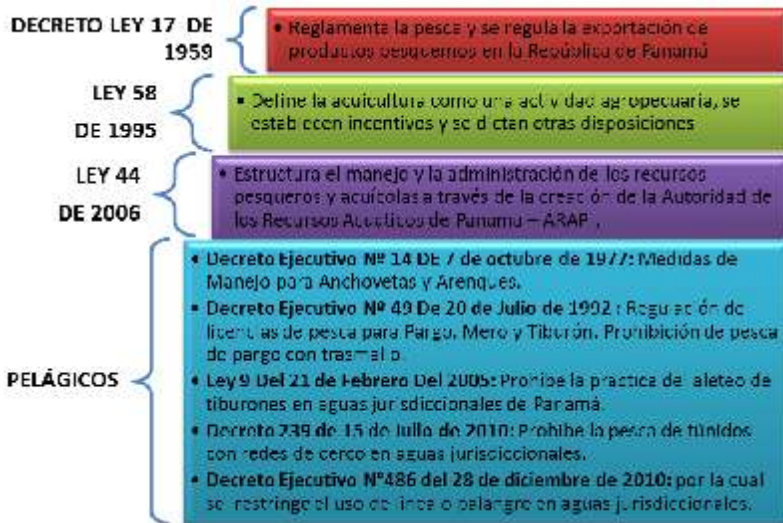 DECRETO LEY 17 DE
1959
Reglamenta la pesca y se regula la exportación de
productos pesqueros en la República de Panamá
LEY 58
DE 1995
Define la acuicultura como una actividad agropecuaria, se
establecen incentivos y se dictan otras disposiciones
LEY 44
DE 2006
Estructura el manejo y la administración de los recursos
pesqueros y acuícolas a través de la creación de la Autoridad de
los Recursos Acuáticos de Panamá – ARAP .
PELÁGICOS
Decreto Ejecutivo Nº 14 DE 7 de octubre de 1977: Medidas de
Manejo para Anchovetas y Arenques.
Decreto Ejecutivo Nº 49 De 20 de Julio de 1992 : Regulación de
licencias de pesca para Pargo, Mero y Tiburón. Prohibición de pesca
de pargo con trasmallo.
Ley 9 Del 21 de Febrero Del 2005: Prohibe la practica del aleteo de
tiburones en aguas jurisdiccionales de Panamá.
Decreto 239 de 15 de Julio de 2010: Prohibe la pesca de túnidos
con redes de cerco en aguas jurisdiccionales.
Decreto Ejecutivo N°486 del 28 de diciembre de 2010: por la cual
se restringe el uso de línea o palangre en aguas jurisdiccionales.